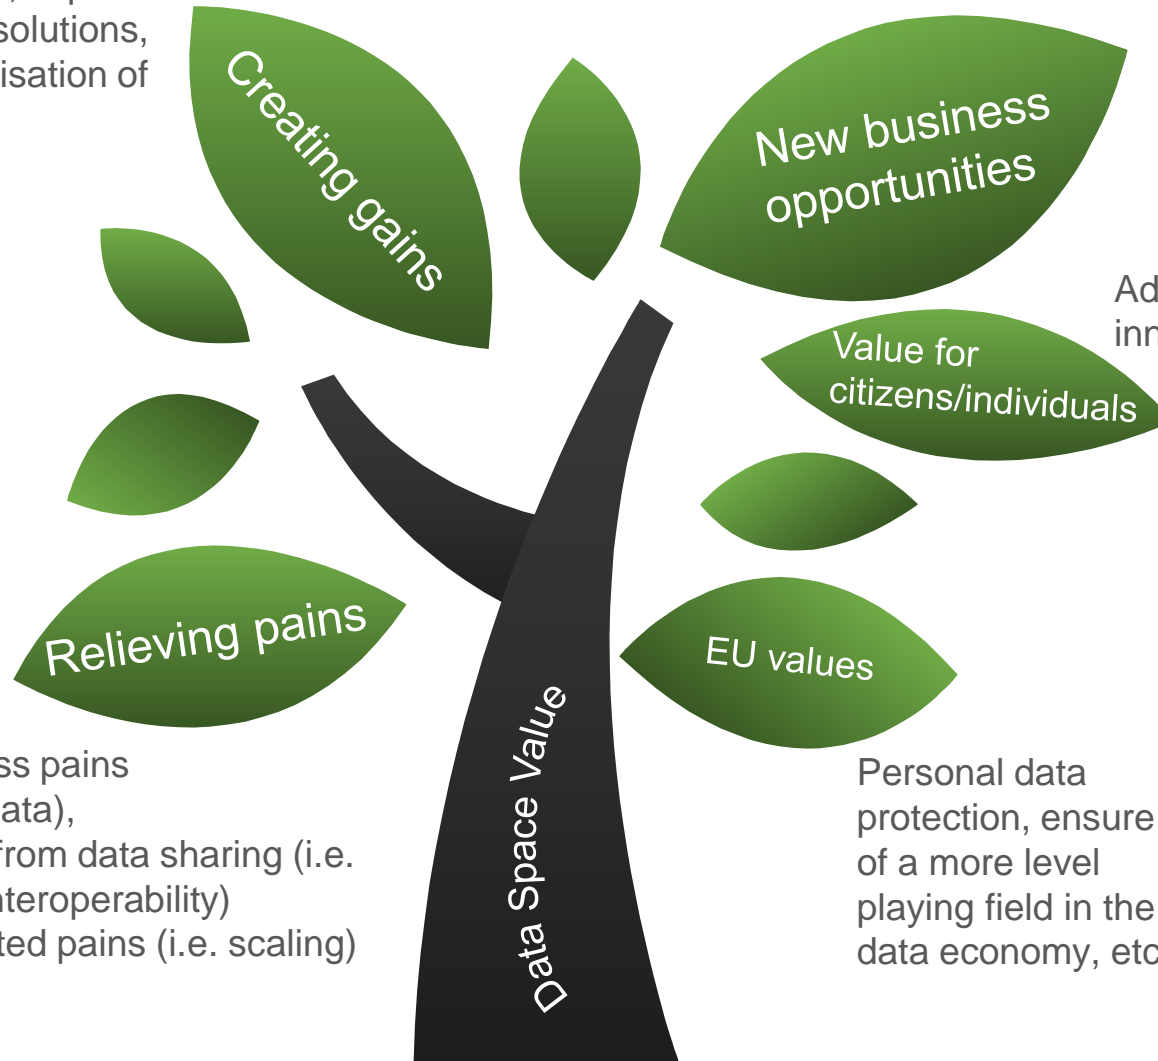 solutions,
isation of
Creating gains
New business
opportunities
Value for
citizens/individuals
Relieving pains
EU values
Data Space Value
ss pains
ata),
from data sharing (i.e.
nteroperability)
ted pains (i.e. scaling)
Personal data
protection, ensure
of a more level
playing field in the
data economy, etc
Ad
inn